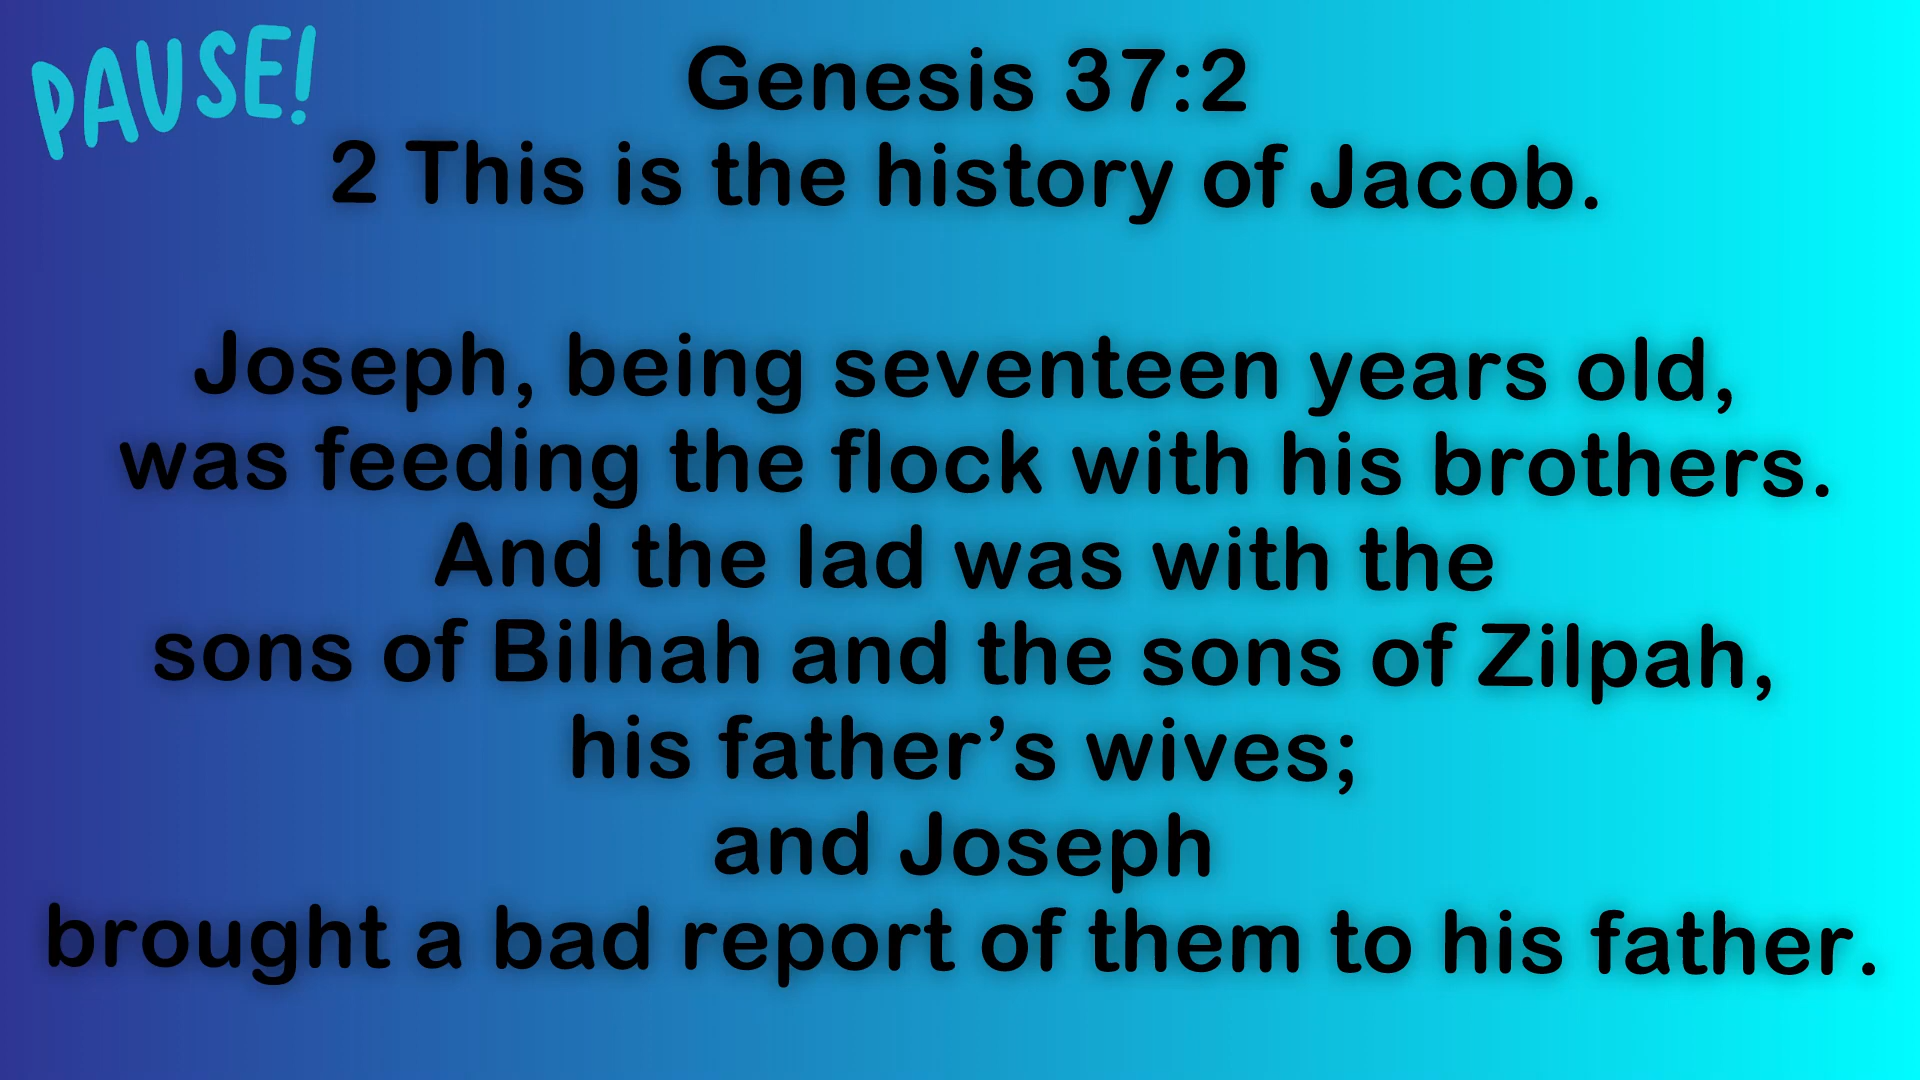 PAUSE!
Genesis 37:2
2 This is the history of Jacob.
Joseph, being seventeen years old,
was feeding the flock with his brothers.
And the lad was with the
sons of Bilhah and the sons of Zilpah,
his father’s wives;
and Joseph
brought a bad report of them to his father.